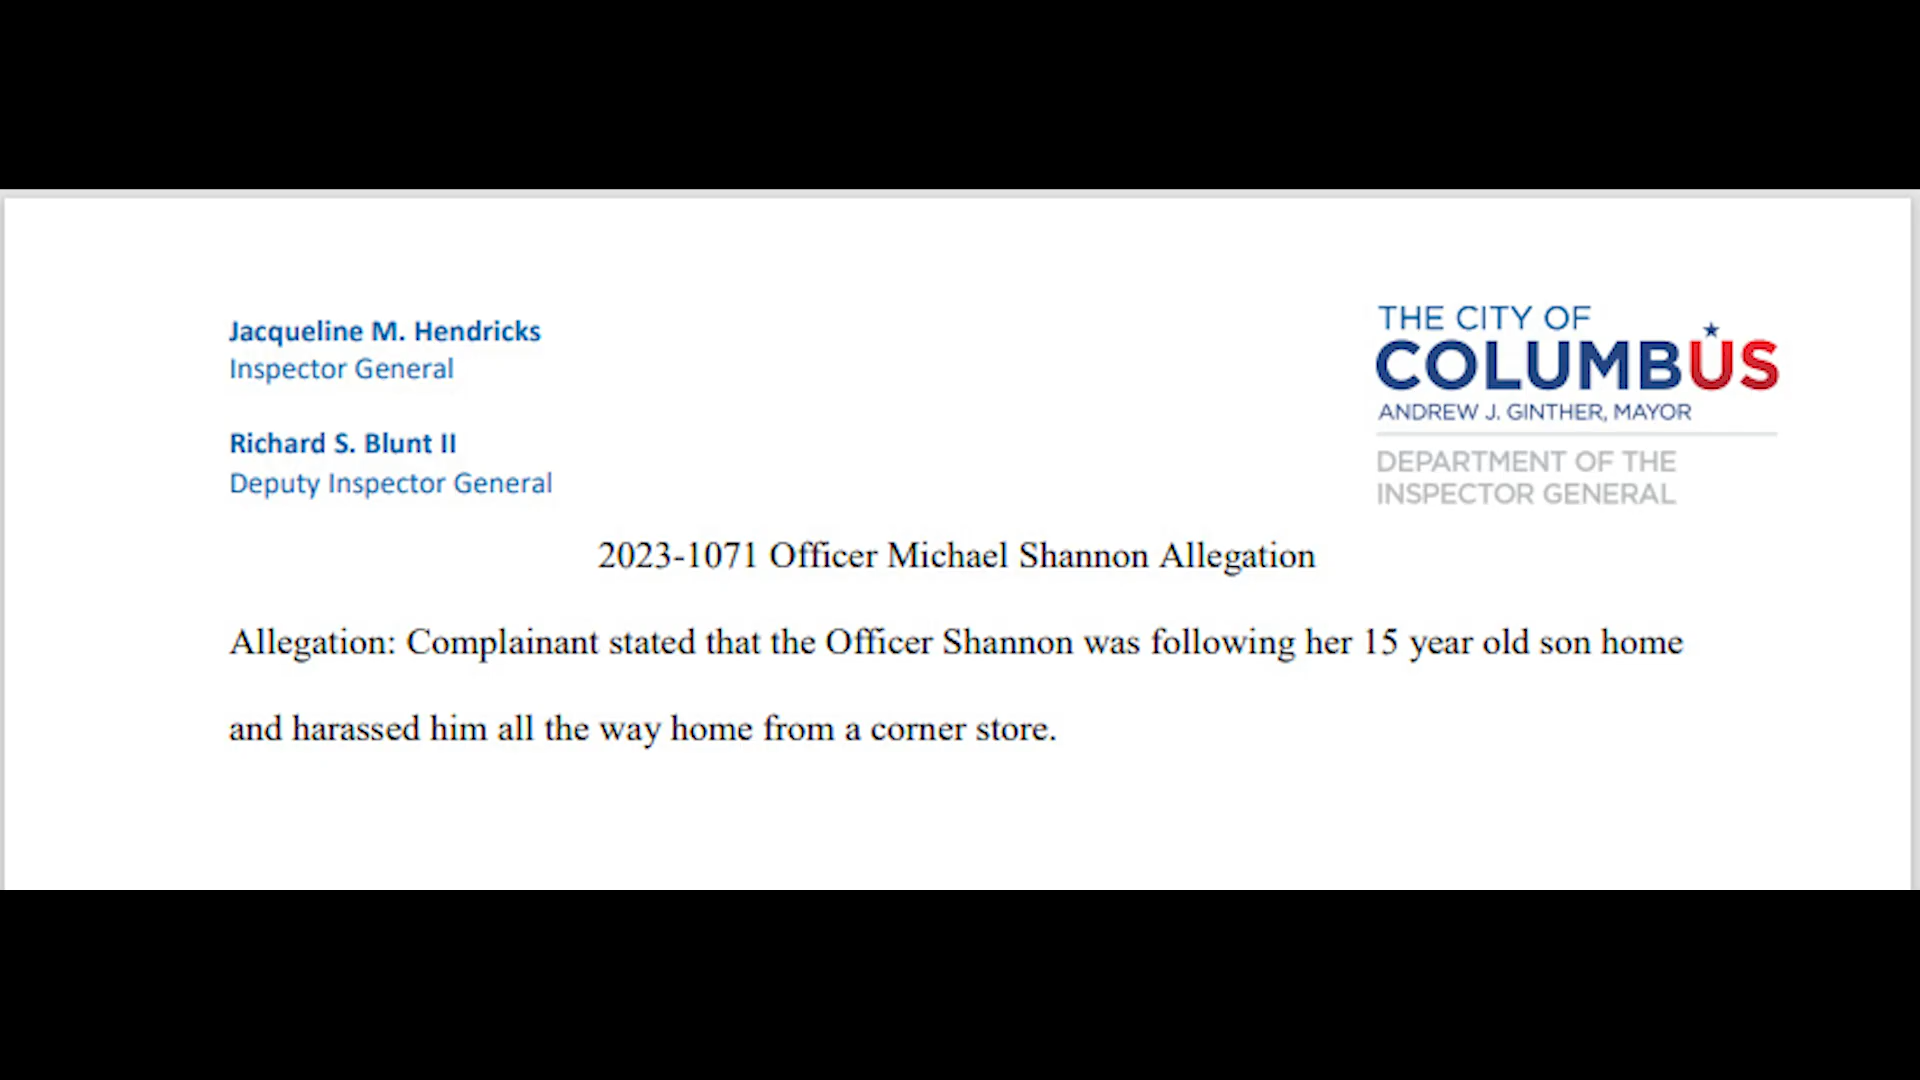 Jacqueline M. Hendricks
Inspector General
Richard S. Blunt II
Deputy Inspector General
THE CITY OF
COLUMBUS
ANDREW J. GINTHER, MAYOR
DEPARTMENT OF THE
INSPECTOR GENERAL
2023-1071 Officer Michael Shannon Allegation
Allegation: Complainant stated that the Officer Shannon was following her 15 year old son home
and harassed him all the way home from a corner store.